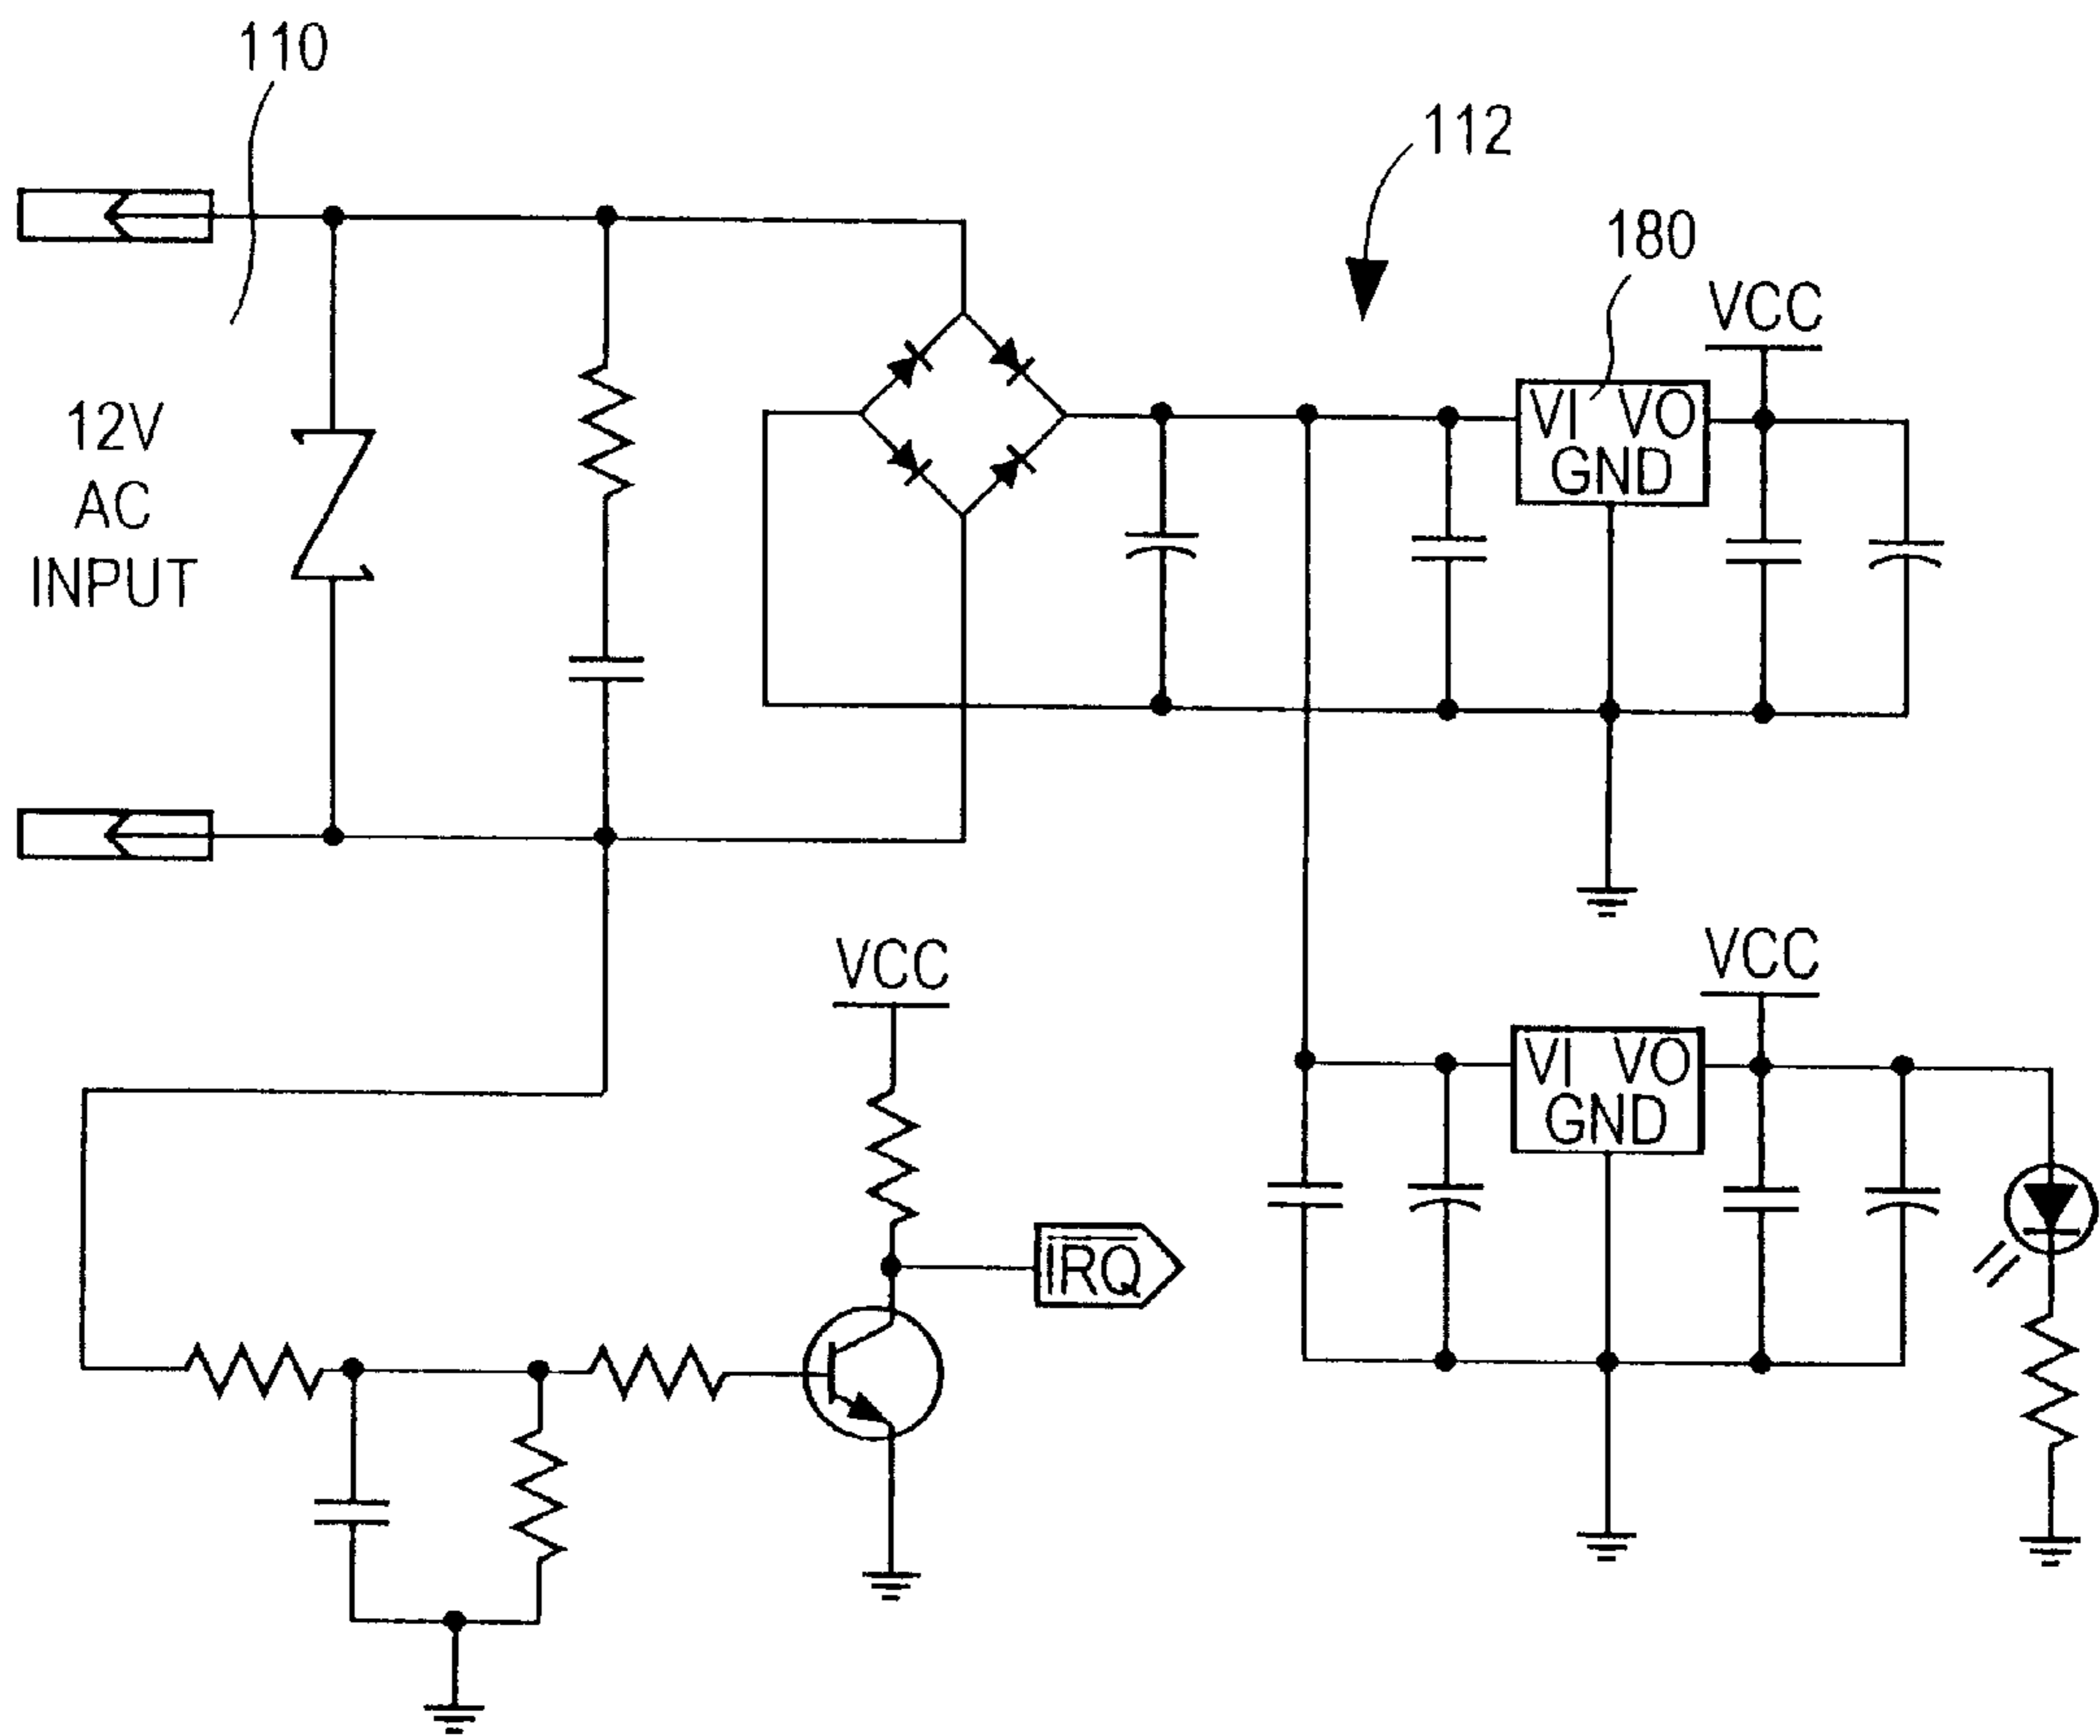 110
112
180
VCC
VI VO
GND
12V
AC
INPUT
VCC
VCC
VI VO
GND
IRQ